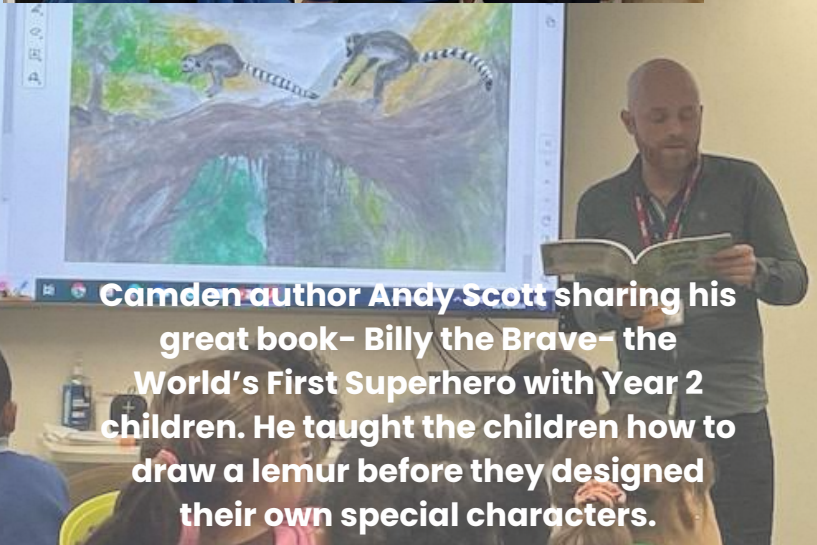 Camden author Andy Scott sharing his
great book- Billy the Brave- the
World's First Superhero with Year 2
children. He taught the children how to
draw a lemur before they designed
their own special characters.